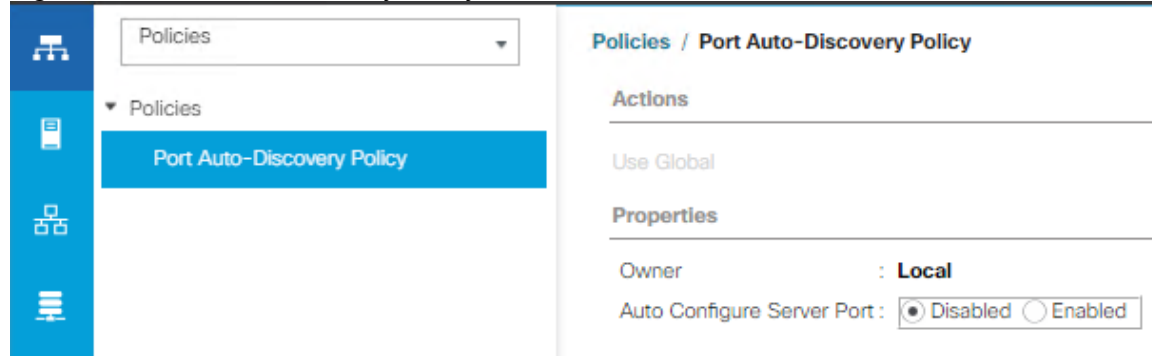 Policies
Policies
Port Auto-Discovery Policy
Policies / Port Auto-Discovery Policy
Actions
Use Global
Properties
Owner : Local
Auto Configure Server Port : Disabled Enabled